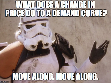 WHAT DOES A CHANGE IN
PRICE DO TO A DEMAND CURVE?
MOVE ALONG. MOVE ALONG.